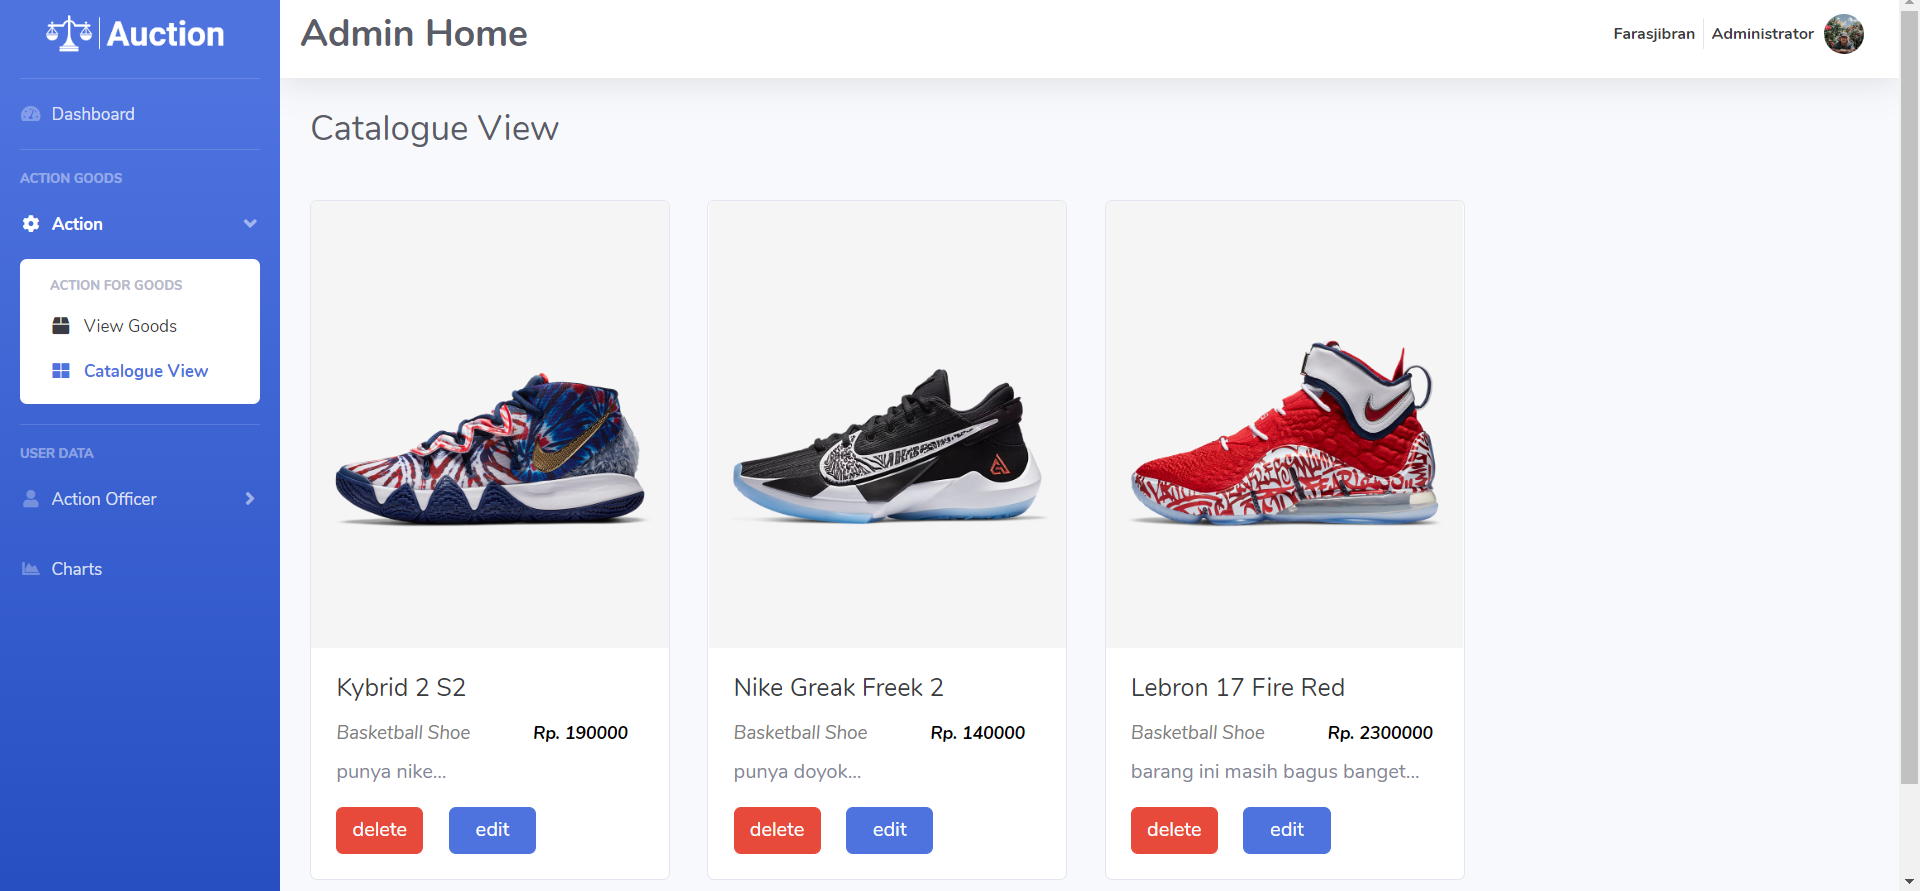 Auction
Admin Home
Farasjibran
Administrator
Dashboard
ACTION GOODS
Action
ACTION FOR GOODS
View Goods
Catalogue View
USER DATA
Action Officer
Charts
Catalogue View
Kybrid 2 S2
Basketball Shoe
Rp. 190000
punya nike...
delete
edit
Nike Greak Freek 2
Basketball Shoe
Rp. 140000
punya doyok...
delete
edit
Lebron 17 Fire Red
Basketball Shoe
Rp. 2300000
barang ini masih bagus banget...
delete
edit